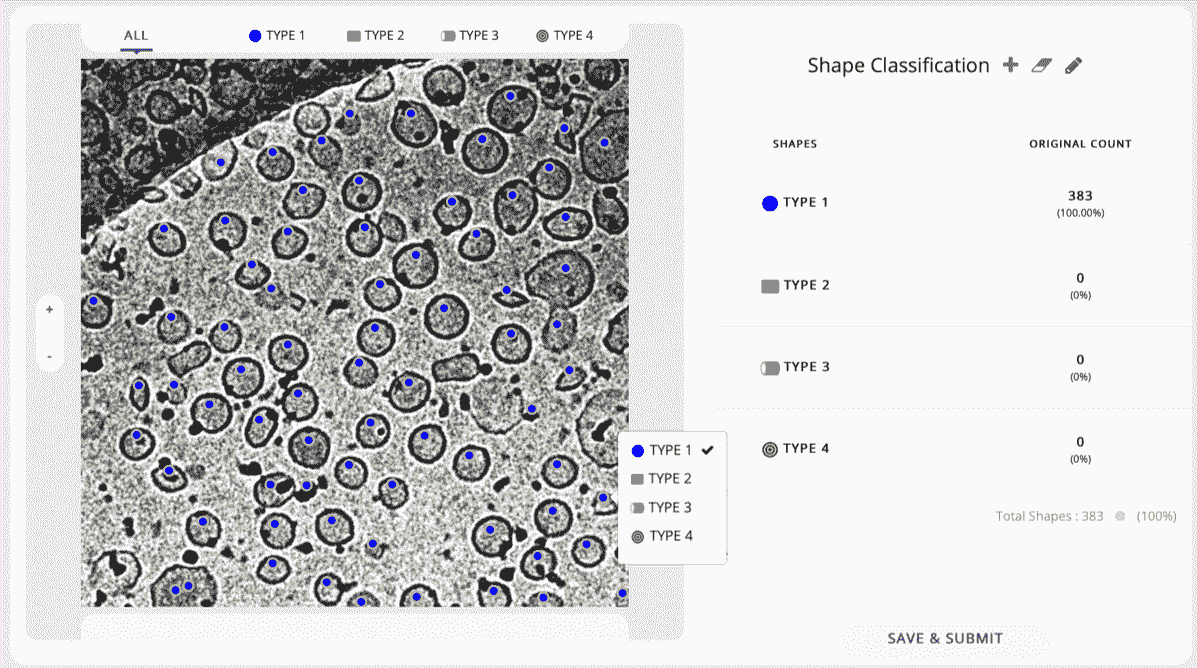 ALL TYPE 1 TYPE 2 TYPE 3 TYPE 4
Shape Classification
SHAPES ORIGINAL COUNT
TYPE 1 383
(100.00%)
TYPE 2 0
(0%)
TYPE 3 0
(0%)
TYPE 4 0
(0%)
Total Shapes : 383 (100%)
+
-
TYPE 1
TYPE 2
TYPE 3
TYPE 4
SAVE & SUBMIT